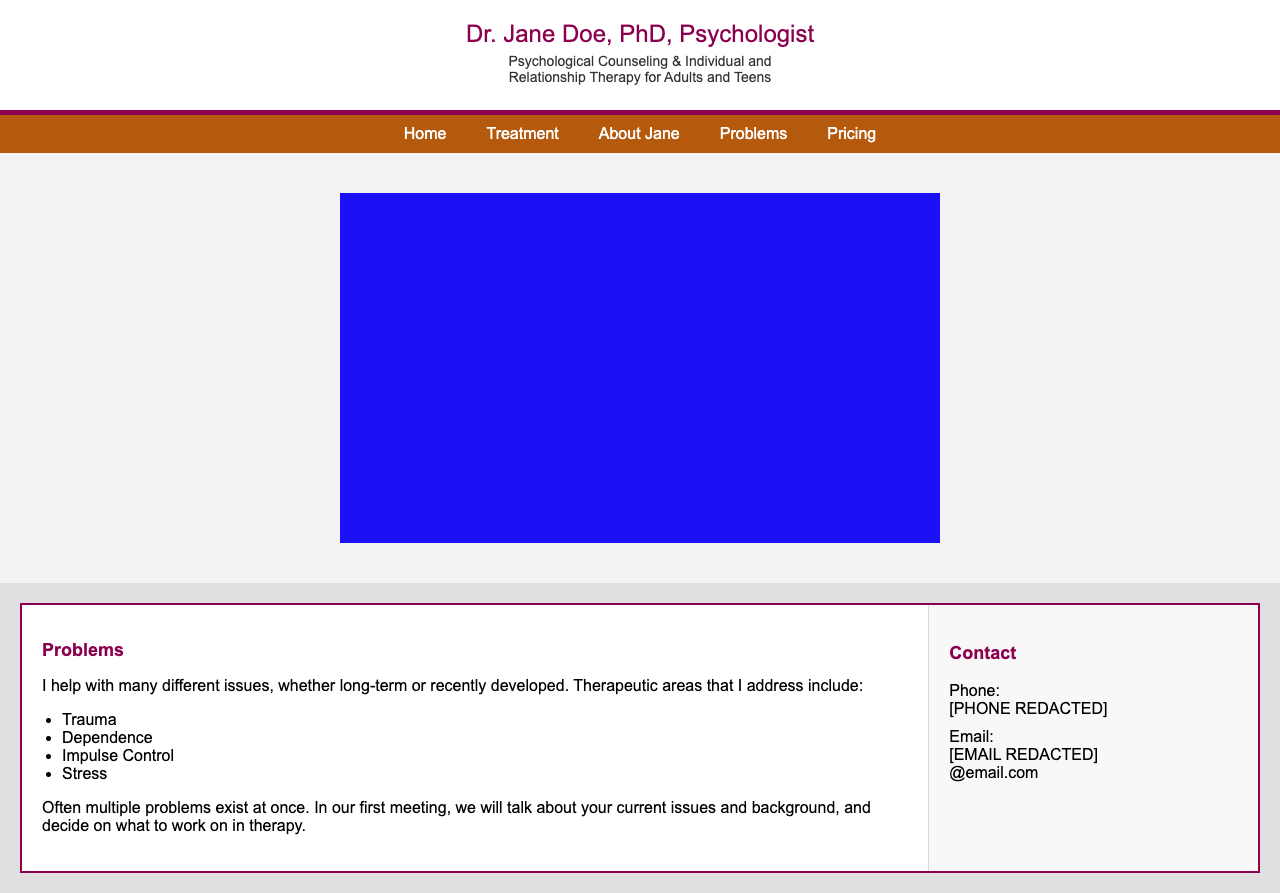 Dr. Jane Doe, PhD, Psychologist
Psychological Counseling & Individual and
Relationship Therapy for Adults and Teens
Home Treatment About Jane Problems Pricing
Problems
I help with many different issues, whether long-term or recently developed. Therapeutic areas that I address include:
• Trauma
• Dependence
• Impulse Control
• Stress
Often multiple problems exist at once. In our first meeting, we will talk about your current issues and background, and
decide on what to work on in therapy.
Contact
Phone:
[PHONE REDACTED]
Email:
[EMAIL REDACTED]
@email.com